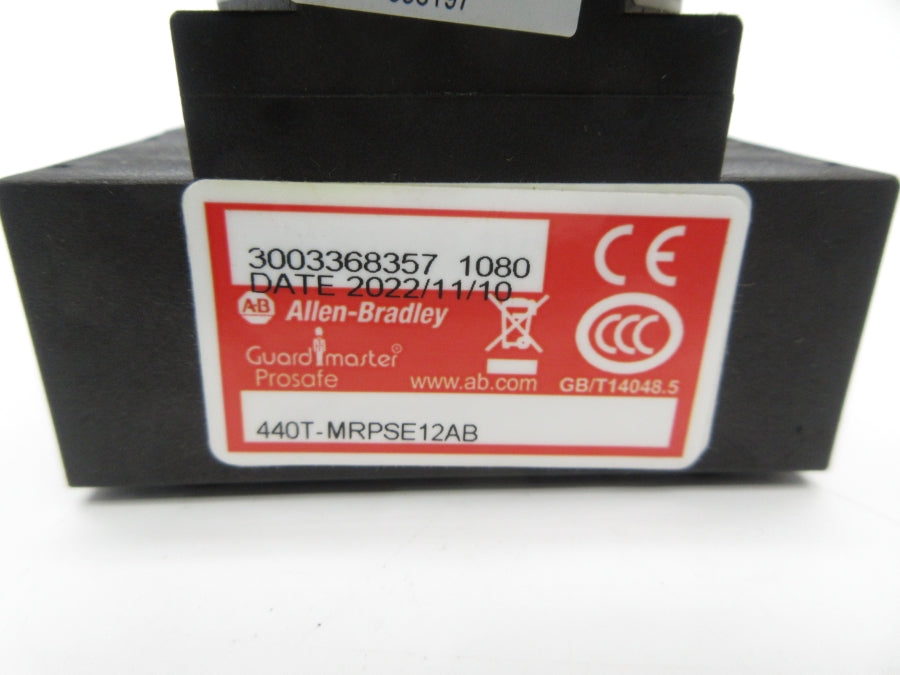 3003368357 1080
DATE 2022/11/10
CE
A-B Allen-Bradley
CCC
Guardmaster®
Prosafe
www.ab.com
GB/T14048.5
440T-MRPSE12AB